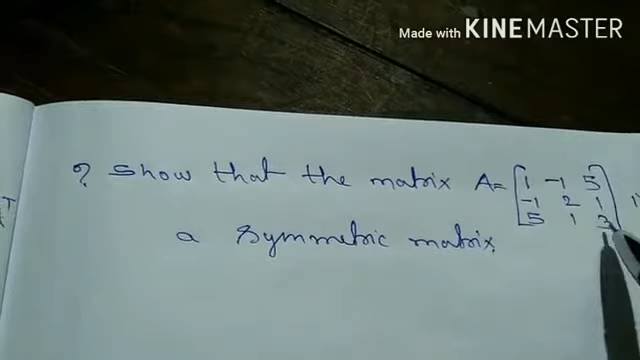 Made with KINEMASTER
? Show that the matrix A= [1 -1 5
-1 2 1
5 1 3]
a symmetric matrix.